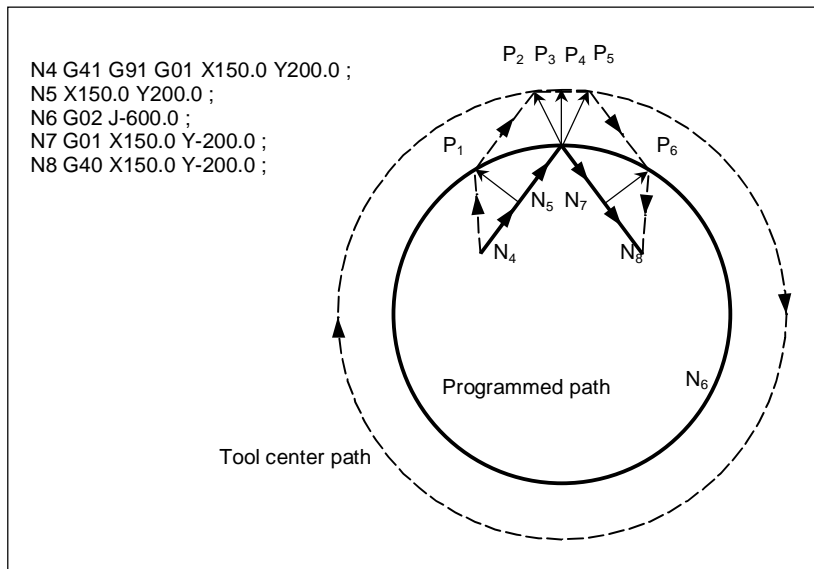 N4 G41 G91 G01 X150.0 Y200.0 ;
N5 X150.0 Y200.0 ;
N6 G02 J-600.0 ;
N7 G01 X150.0 Y-200.0 ;
N8 G40 X150.0 Y-200.0 ;
P2 P3 P4 P5
P1 P6
N5 N7
N4 N8
Programmed path N6
Tool center path